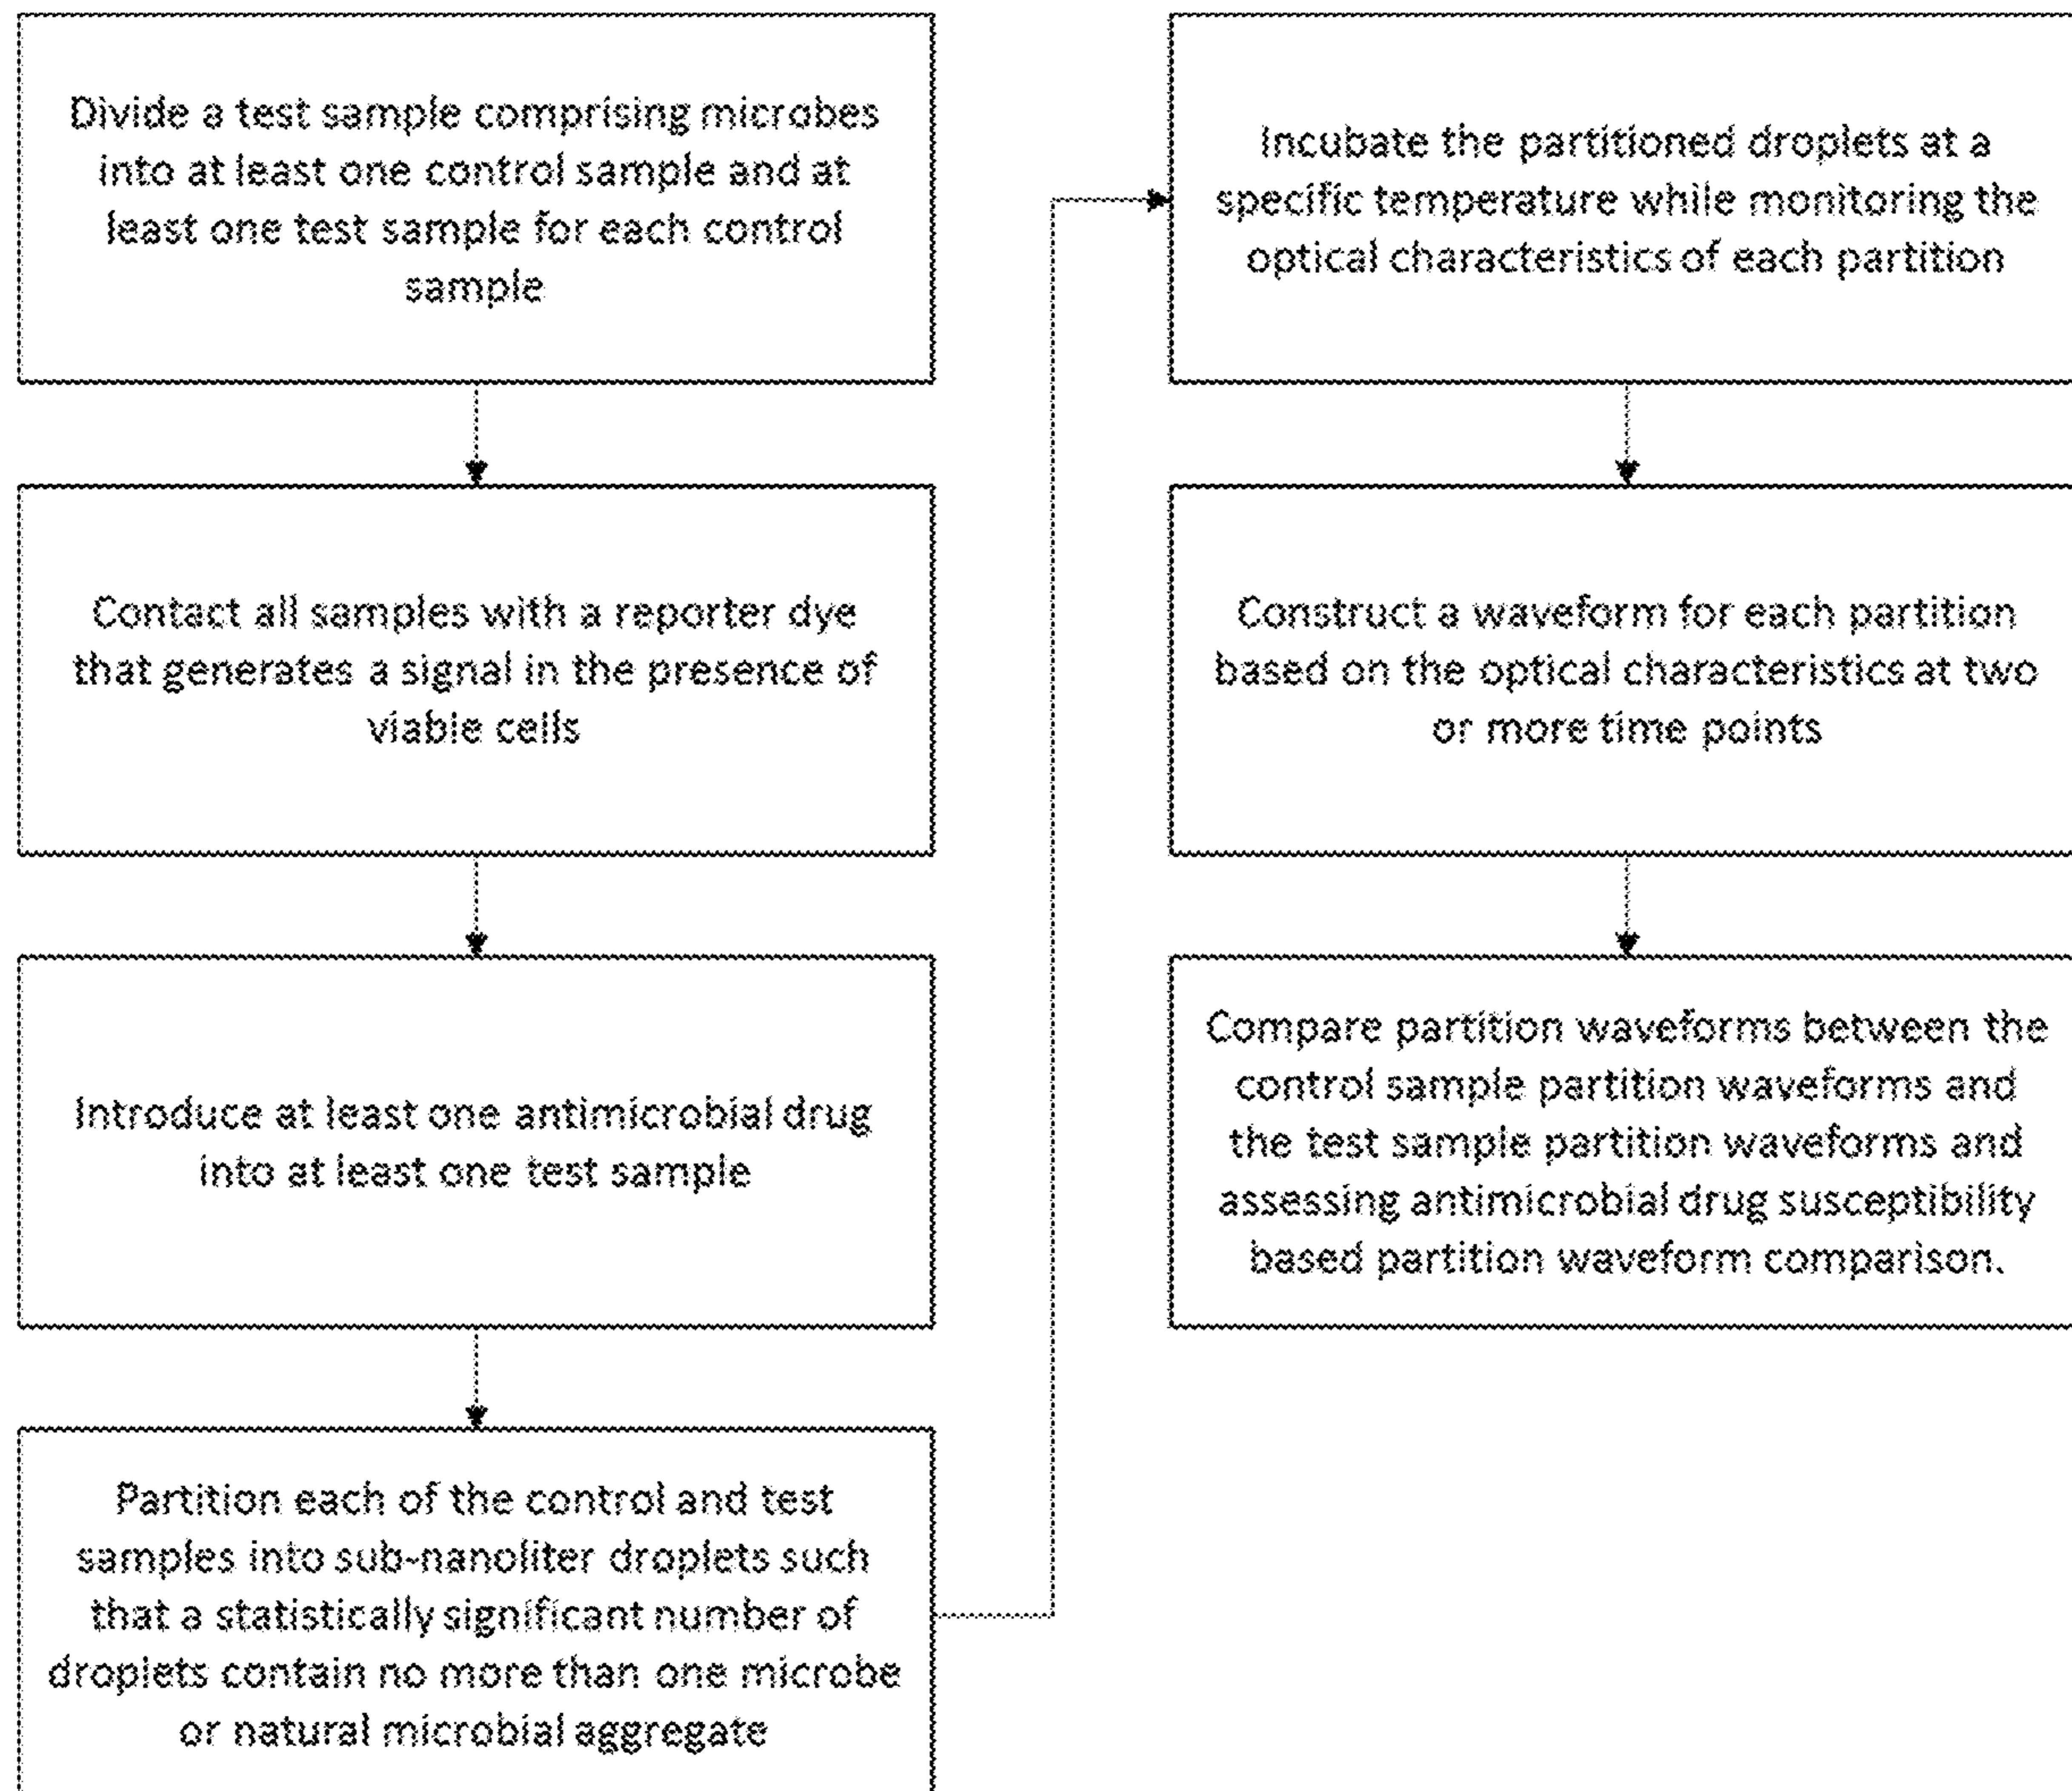 Divide a test sample comprising microbes
into at least one control sample and at
least one test sample for each control
sample
Contact all samples with a reporter dye
that generates a signal in the presence of
viable cells
Introduce at least one antimicrobial drug
into at least one test sample
Partition each of the control and test
samples into sub-nanoliter droplets such
that a statistically significant number of
droplets contain no more than one microbe
or natural microbial aggregate
Incubate the partitioned droplets at a
specific temperature while monitoring the
optical characteristics of each partition
Construct a waveform for each partition
based on the optical characteristics at two
or more time points
Compare partition waveforms between the
control sample partition waveforms and
the test sample partition waveforms and
assessing antimicrobial drug susceptibility
based partition waveform comparison.